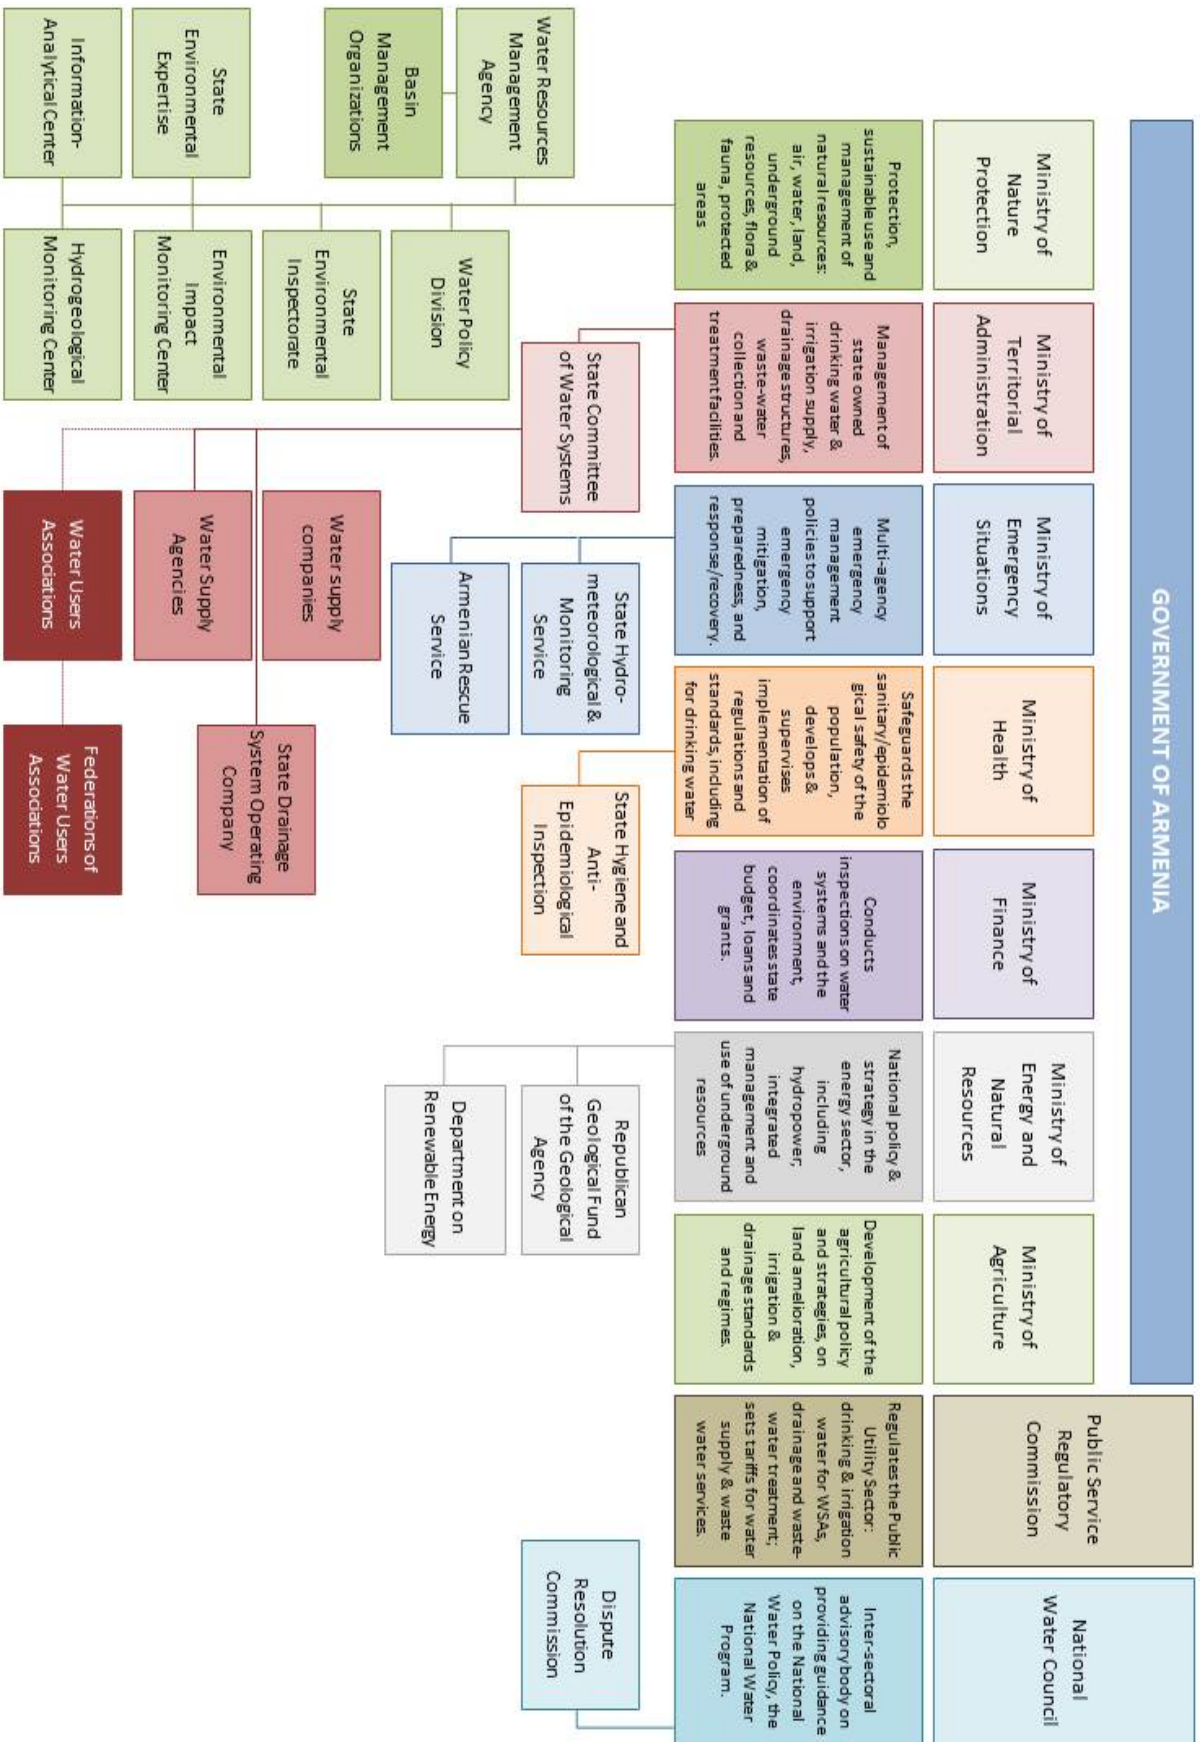 GOVERNMENT OF ARMENIA
Ministry of
Nature
Protection
Ministry of
Territorial
Administration
Ministry of
Emergency
Situations
Ministry of
Health
Ministry of
Finance
Ministry of
Energy and
Natural
Resources
Ministry of
Agriculture
Public Service
Regulatory
Commission
National
Water Council
Protection,
sustainable use and
management of
natural resources:
air, water, land,
underground
resources, flora &
fauna, protected
areas
Management of
state owned
drinking water &
irrigation supply,
drainage structures,
waste-water
collection and
treatment facilities.
Multi-agency
emergency
management
policies to support
emergency
mitigation,
preparedness, and
response/recovery.
Safeguards the
sanitary/epidemiolo
gical safety of the
population,
develops &
supervises
implementation of
regulations and
standards, including
for drinking water
Conducts
inspections on water
systems and the
environment,
coordinates state
budget, loans and
grants.
National policy &
strategy in the
energy sector,
including
hydropower;
integrated
management and
use of underground
resources
Development of the
agricultural policy
and strategies, on
land amelioration,
irrigation &
drainage standards
and regimes.
Regulates the Public
Utility Sector:
drinking & irrigation
water for WSAs,
drainage and waste-
water treatment;
sets tariffs for water
supply & waste
water services.
Inter-sectoral
advisory body on
providing guidance
on the National
Water Policy, the
National Water
Program.
Water Resources
Management
Agency
Basin
Management
Organizations
State
Environmental
Expertise
Information-
Analytical Center
Water Policy
Division
State
Environmental
Inspectorate
Environmental
Impact
Monitoring Center
Hydrogeological
Monitoring Center
State Committee
of Water Systems
Water supply
companies
Water Supply
Agencies
Water Users
Associations
State Drainage
System Operating
Company
Federations of
Water Users
Associations
State Hydro-
meteorological &
Monitoring
Service
Armenian Rescue
Service
State Hygiene and
Anti-
Epidemiological
Inspection
Republican
Geological Fund
of the Geological
Agency
Department on
Renewable Energy
Dispute
Resolution
Commission